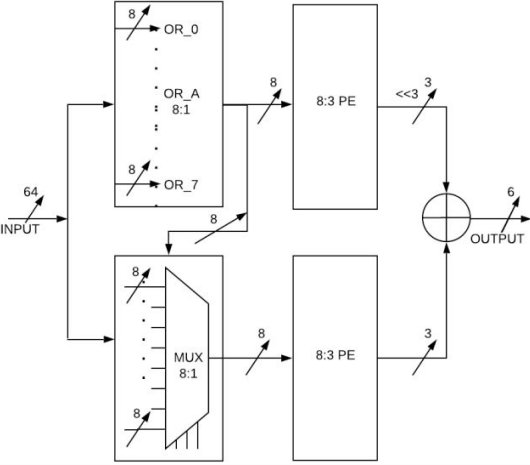 8
OR_0
OR_A
8:1
8
OR_7
8
8:3 PE
<<3
3
64
INPUT
8
6
OUTPUT
8
MUX
8:1
8
8
8:3 PE
3